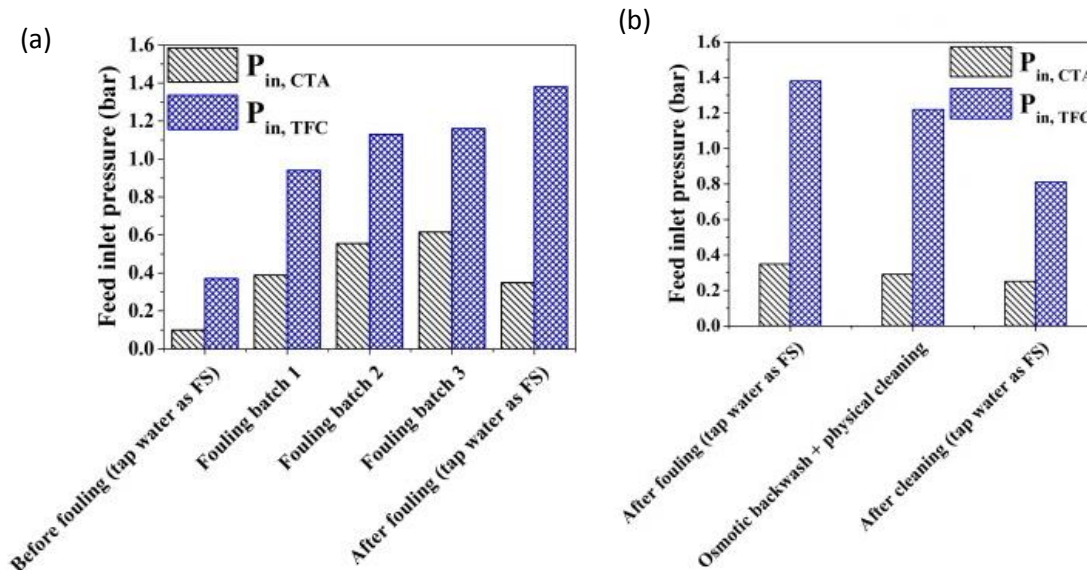 (a)
Feed inlet pressure (bar)
1.6
1.4
1.2
1.0
0.8
0.6
0.4
0.2
0.0
P in, CTA
P in, TFC
Before fouling (tap water as FS)
Fouling batch 1
Fouling batch 2
Fouling batch 3
After fouling (tap water as FS)
(b)
Feed inlet pressure (bar)
1.6
1.4
1.2
1.0
0.8
0.6
0.4
0.2
0.0
P in, CTA
P in, TFC
After fouling (tap water as FS)
Osmotic backwash + physical cleaning
After cleaning (tap water as FS)